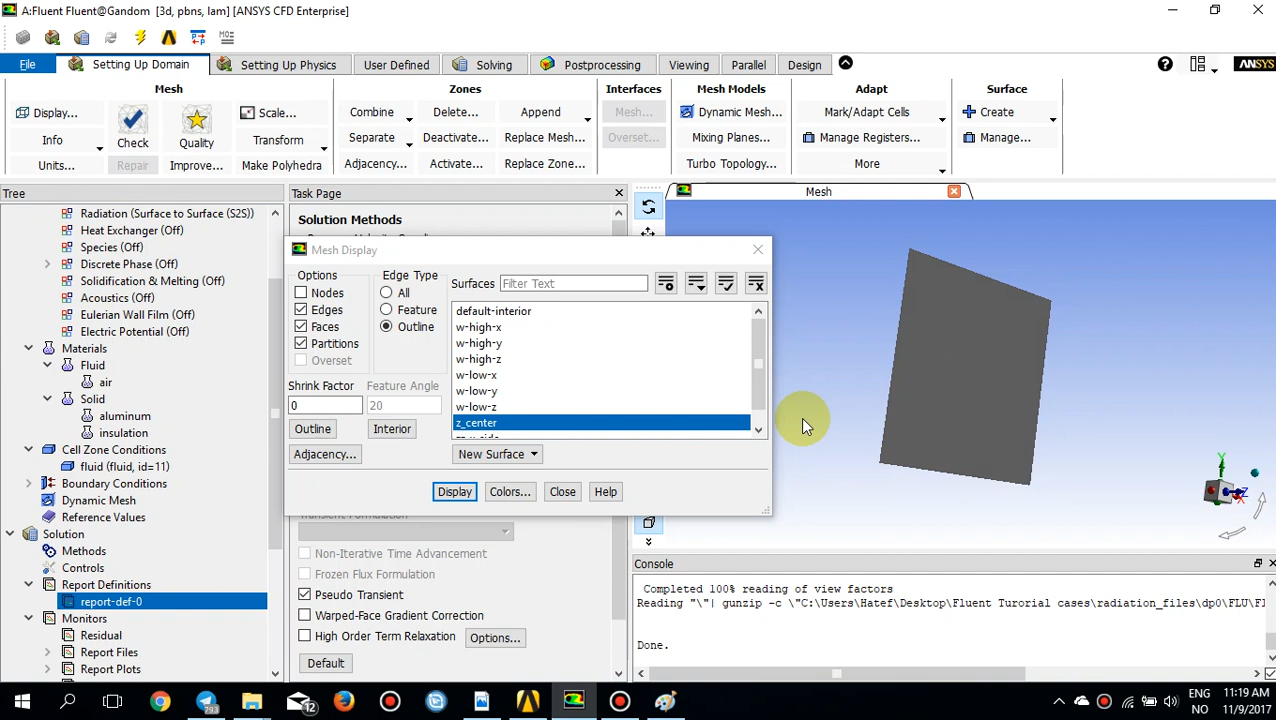 A:Fluent Fluent@Gandom [3d, pbns, lam] [ANSYS CFD Enterprise]
File
Setting Up Domain
Setting Up Physics
User Defined
Solving
Postprocessing
Viewing
Parallel
Design
ANSYS
Mesh
Zones
Interfaces
Mesh Models
Adapt
Surface
Display...
Info
Units...
Check
Repair
Quality
Improve...
Scale...
Transform
Make Polyhedra
Combine
Separate
Adjacency...
Delete...
Deactivate...
Activate...
Append
Replace Mesh...
Replace Zone...
Mesh...
Overset...
Dynamic Mesh...
Mixing Planes...
Turbo Topology...
Mark/Adapt Cells
Manage Registers...
More
Create
Manage...
Tree
Radiation (Surface to Surface (S2S))
Heat Exchanger (Off)
Species (Off)
Discrete Phase (Off)
Solidification & Melting (Off)
Acoustics (Off)
Eulerian Wall Film (Off)
Electric Potential (Off)
Materials
Fluid
air
Solid
aluminum
insulation
Cell Zone Conditions
fluid (fluid, id=11)
Boundary Conditions
Dynamic Mesh
Reference Values
Solution
Methods
Controls
Report Definitions
report-def-0
Monitors
Residual
Report Files
Report Plots
Task Page
Solution Methods
Mesh Display
Options
Nodes
Edges
Faces
Partitions
Overset
Edge Type
All
Feature
Outline
Shrink Factor
Feature Angle
0
20
Outline
Interior
Adjacency...
Surfaces
Filter Text
default-interior
w-high-x
w-high-y
w-high-z
w-low-x
w-low-y
w-low-z
z_center
New Surface
Display
Colors...
Close
Help
Non-Iterative Time Advancement
Frozen Flux Formulation
Pseudo Transient
Warped-Face Gradient Correction
High Order Term Relaxation
Options...
Default
Mesh
Y
Z
X
Console
Completed 100% reading of view factors
Reading "\"| gunzip -c \"C:\Users\Hatef\Desktop\Fluent Turorial cases\radiation_files\dp0\FLU\Fl
Done.
793
12
ENG
NO
11:19 AM
11/9/2017